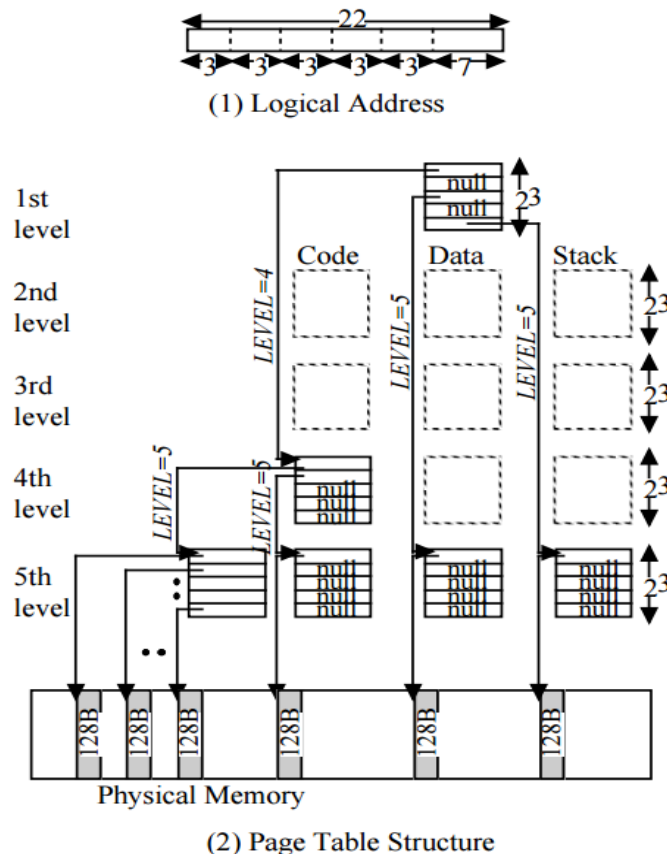 22
3 3 3 3 3 7
(1) Logical Address
1st level
null
null
2³
Code Data Stack
LEVEL=4
LEVEL=5
LEVEL=5
2nd level
2³
3rd level
2³
4th level
LEVEL=5
LEVEL=5
null
null
null
2³
5th level
null
null
null
null
null
null
null
null
null
null
null
null
2³
128B 128B 128B 128B 128B 128B
Physical Memory
(2) Page Table Structure